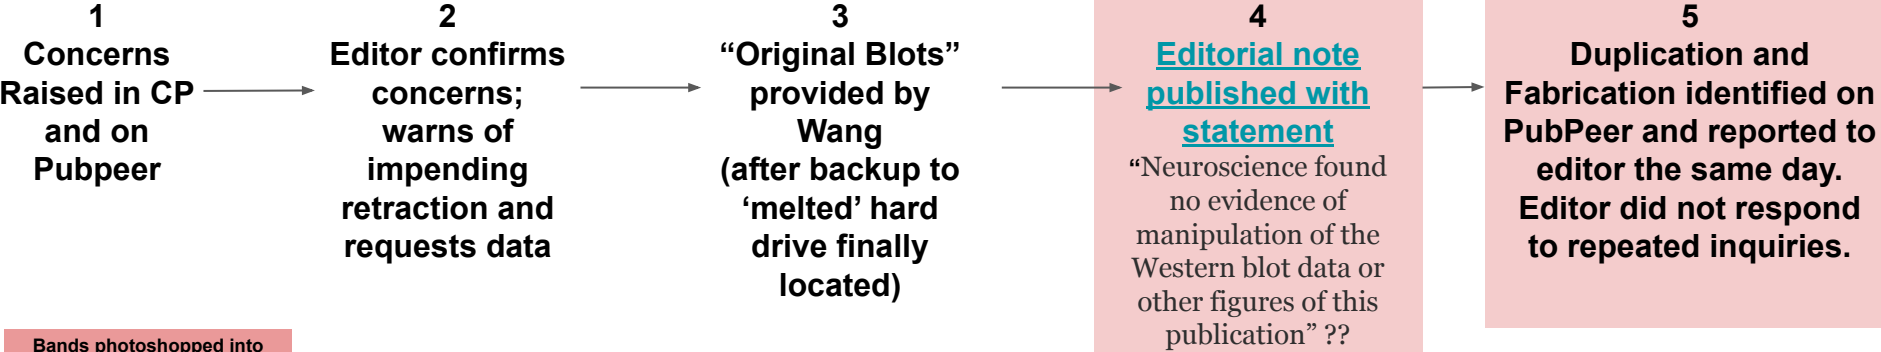 1
Concerns
Raised in CP
and on
Pubpeer
2
Editor confirms
concerns;
warns of
impending
retraction and
requests data
3
“Original Blots”
provided by
Wang
(after backup to
‘melted’ hard
drive finally
located)
4
Editorial note
published with
statement
“Neuroscience found
no evidence of
manipulation of the
Western blot data or
other figures of this
publication” ??
5
Duplication and
Fabrication identified on
PubPeer and reported to
editor the same day.
Editor did not respond
to repeated inquiries.
Bands photoshopped into